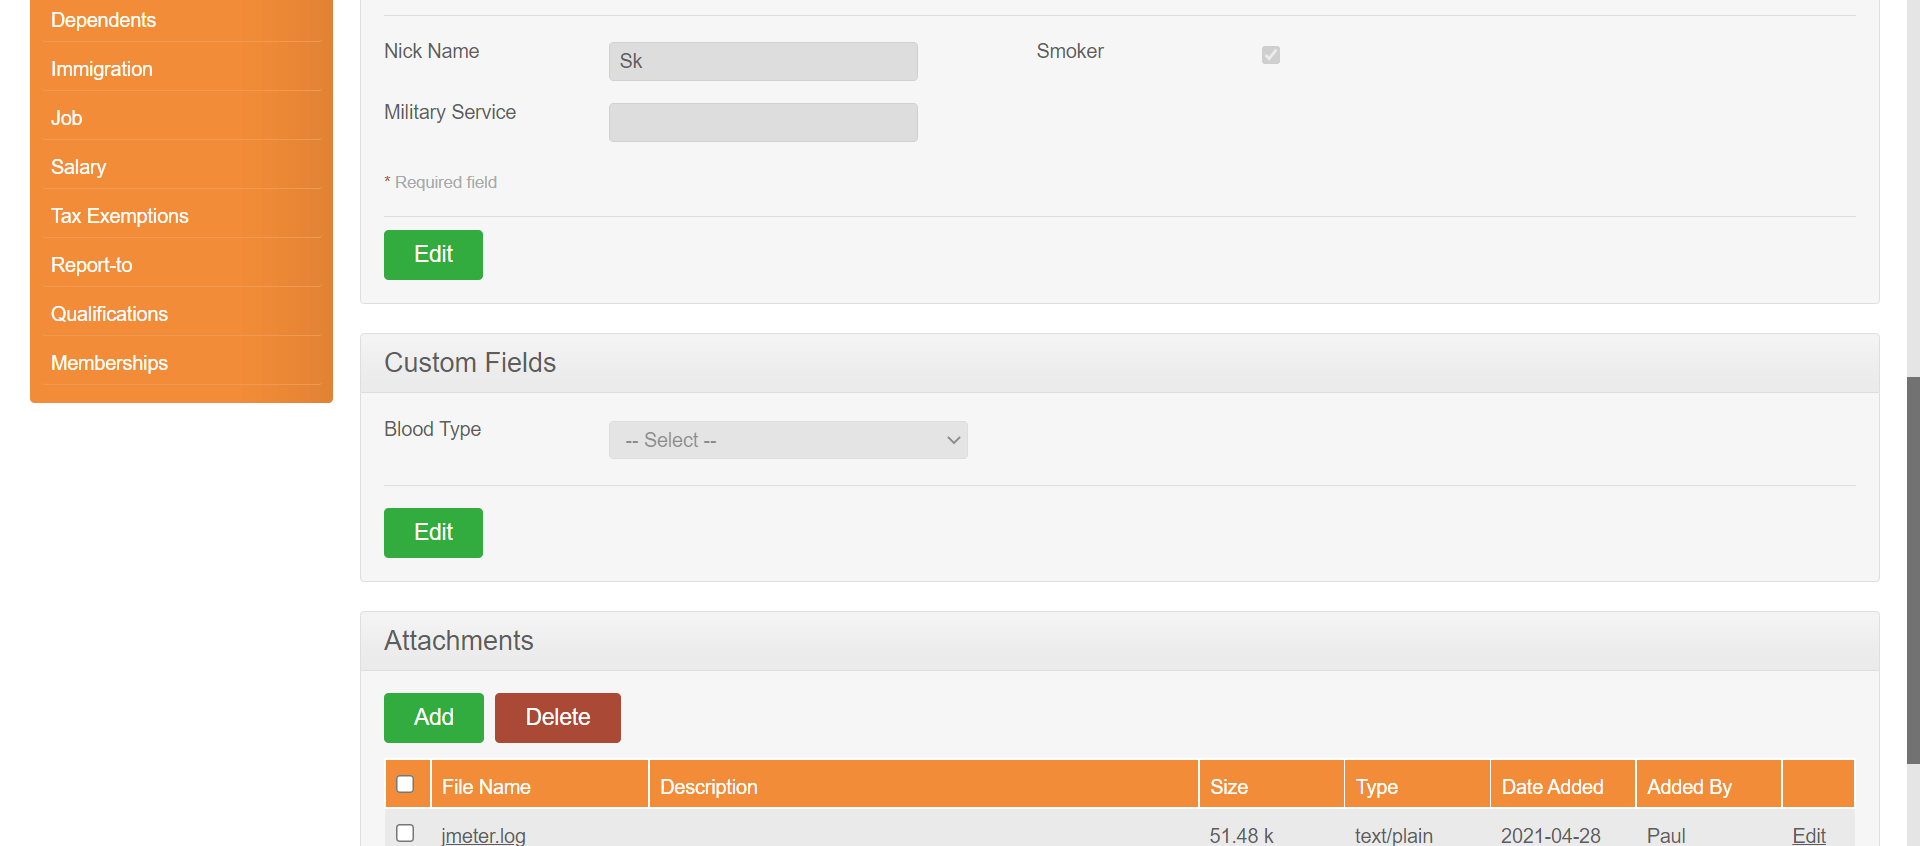 Dependents
Immigration
Job
Salary
Tax Exemptions
Report-to
Qualifications
Memberships
Nick Name Sk Smoker
Military Service
* Required field
Edit
Custom Fields
Blood Type -- Select --
Edit
Attachments
Add Delete
File Name Description Size Type Date Added Added By
jmeter.log 51.48 k text/plain 2021-04-28 Paul Edit